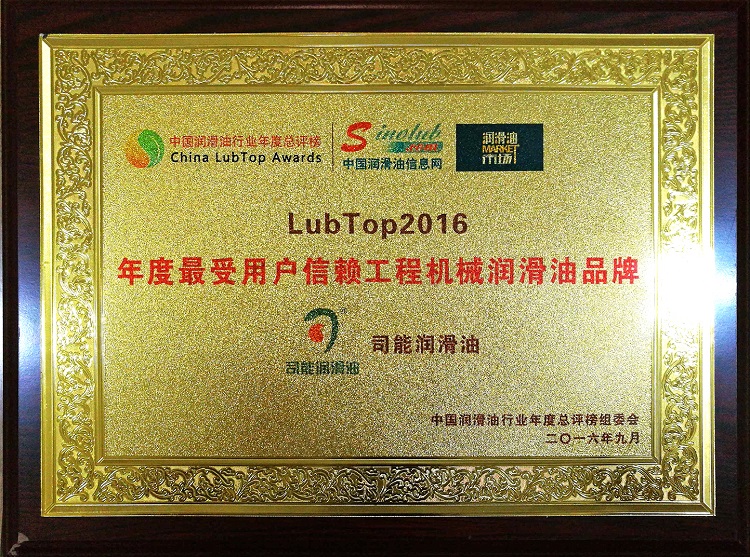 中国润滑油行业年度总评榜
China LubTop Awards
Sinolub
中国润滑油信息网
润滑油
MARKET
市场
LubTop2016
年度最受用户信赖工程机械润滑油品牌
司能润滑油
司能润滑油
中国润滑油行业年度总评榜组委会
二〇一六年九月